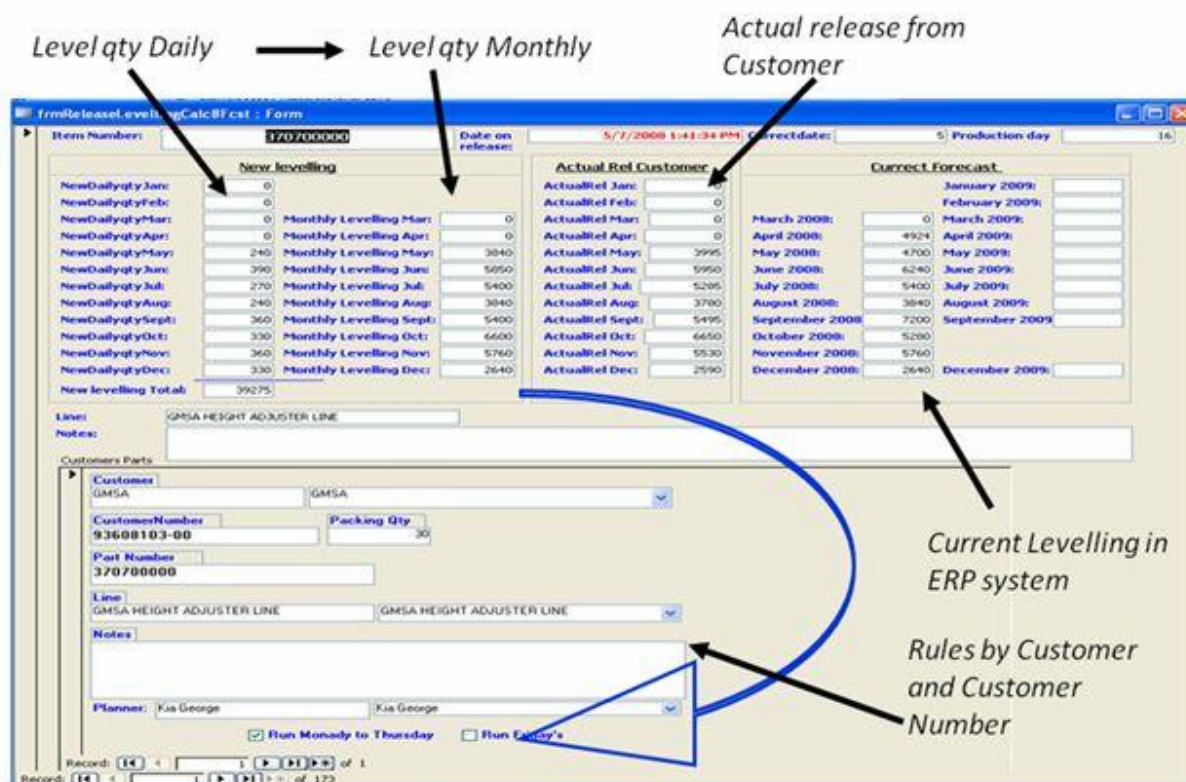 Level qty Daily
Level qty Monthly
Actual release from
Customer
frmReleaseLevellingCalc8Fcst : Form
Item Number: 370700000 Date on release: 5/7/2008 1:41:34 PM Correctdate: 5 Production day 16
New levelling Actual Rel Customer Currect Forecast
NewDailyqtyJan: 0 ActualRel Jan: 0 January 2009:
NewDailyqtyFeb: 0 ActualRel Feb: 0 February 2009:
NewDailyqtyMar: 0 Monthly Levelling Mar: 0 ActualRel Mar: 0 March 2008: 0 March 2009:
NewDailyqtyApr: 0 Monthly Levelling Apr: 0 ActualRel Apr: 0 April 2008: 4924 April 2009:
NewDailyqtyMay: 240 Monthly Levelling May: 3840 ActualRel May: 3995 May 2008: 4700 May 2009:
NewDailyqtyJun: 390 Monthly Levelling Jun: 5850 ActualRel Jun: 5950 June 2008: 6240 June 2009:
NewDailyqtyJul: 270 Monthly Levelling Jul: 5400 ActualRel Jul: 5285 July 2008: 5400 July 2009:
NewDailyqtyAug: 240 Monthly Levelling Aug: 3840 ActualRel Aug: 3780 August 2008: 3840 August 2009:
NewDailyqtySept: 360 Monthly Levelling Sept: 5400 ActualRel Sept: 5495 September 2008 7200 September 2009
NewDailyqtyOct: 330 Monthly Levelling Oct: 6600 ActualRel Oct: 6650 October 2008: 5280
NewDailyqtyNov: 360 Monthly Levelling Nov: 5760 ActualRel Nov: 5530 November 2008: 5760
NewDailyqtyDec: 330 Monthly Levelling Dec: 2640 ActualRel Dec: 2590 December 2008: 2640 December 2009:
New levelling Total: 39275
Line: GMSA HEIGHT ADJUSTER LINE
Notes:
Customers Parts
Customer
GMSA GMSA
CustomerNumber Packing Qty
93608103-00 30
Part Number
370700000
Line
GMSA HEIGHT ADJUSTER LINE GMSA HEIGHT ADJUSTER LINE
Notes
Planner: Kia George Kia George
Run Monady to Thursday Run Friday's
Record: 1 of 1
Record: 1 of 173
Current Levelling in
ERP system
Rules by Customer
and Customer
Number